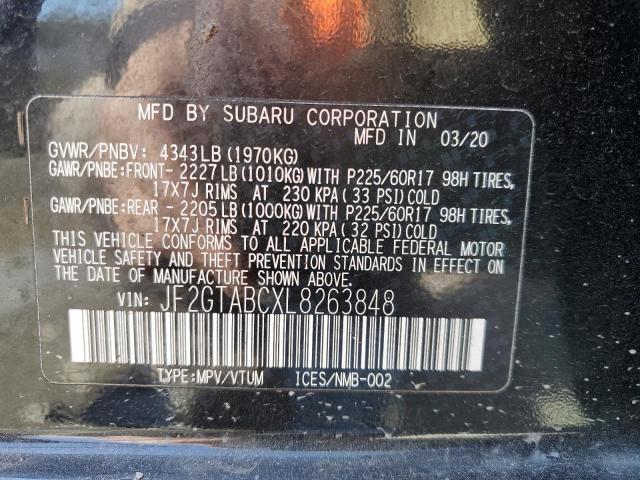 MFD BY SUBARU CORPORATION
MFD IN 03/20
GVWR/PNBV: 4343LB (1970KG)
GAWR/PNBE:FRONT- 2227 LB (1010KG) WITH P225/60R17 98H TIRES,
17X7J RIMS AT 230 KPA ( 33 PSI ) COLD
GAWR/PNBE:REAR - 2205 LB (1000KG) WITH P225/60R17 98H TIRES,
17X7J RIMS AT 220 KPA ( 32 PSI ) COLD
THIS VEHICLE CONFORMS TO ALL APPLICABLE FEDERAL MOTOR
VEHICLE SAFETY AND THEFT PREVENTION STANDARDS IN EFFECT ON
THE DATE OF MANUFACTURE SHOWN ABOVE.
VIN: JF2GTABCXL8263848
TYPE:MPV/VTUM ICES/NMB-002